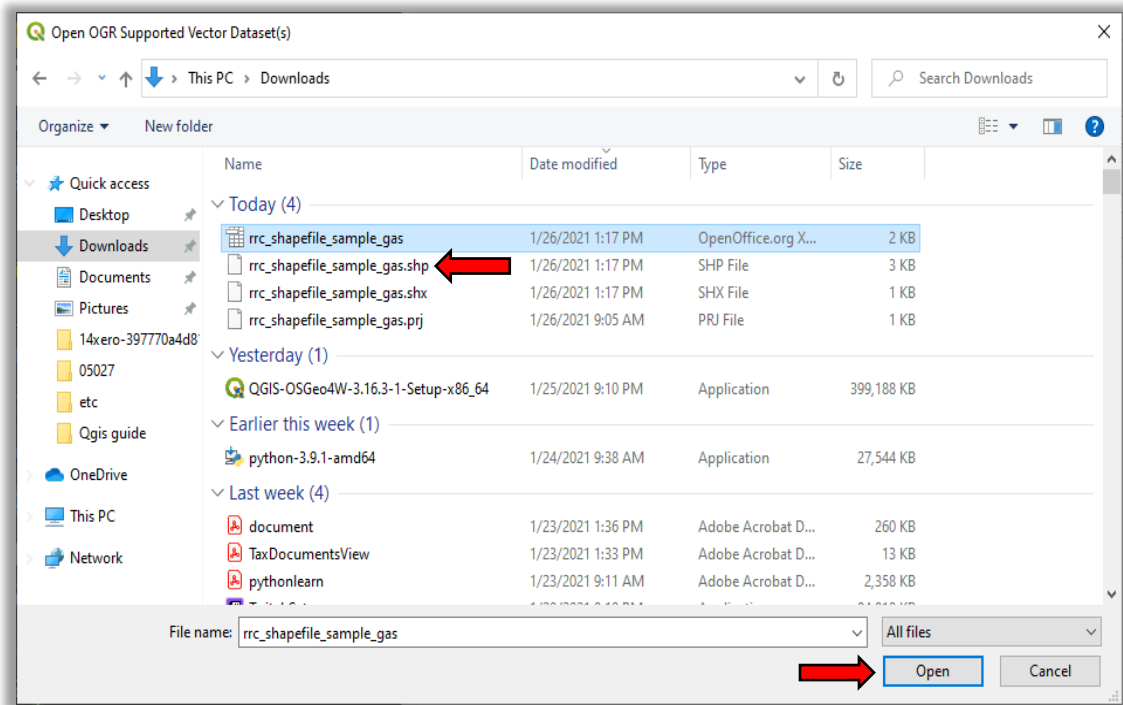 Open OGR Supported Vector Dataset(s)
This PC > Downloads
Search Downloads
Organize
New folder
Name Date modified Type Size
Quick access
Desktop
Downloads
Documents
Pictures
14xero-397770a4d8
05027
etc
Qgis guide
OneDrive
This PC
Network
Today (4)
rrc_shapefile_sample_gas 1/26/2021 1:17 PM OpenOffice.org X... 2 KB
rrc_shapefile_sample_gas.shp 1/26/2021 1:17 PM SHP File 3 KB
rrc_shapefile_sample_gas.shx 1/26/2021 1:17 PM SHX File 1 KB
rrc_shapefile_sample_gas.prj 1/26/2021 9:05 AM PRJ File 1 KB
Yesterday (1)
QGIS-OSGeo4W-3.16.3-1-Setup-x86_64 1/25/2021 9:10 PM Application 399,188 KB
Earlier this week (1)
python-3.9.1-amd64 1/24/2021 9:38 AM Application 27,544 KB
Last week (4)
document 1/23/2021 1:36 PM Adobe Acrobat D... 260 KB
TaxDocumentsView 1/23/2021 1:33 PM Adobe Acrobat D... 13 KB
pythonlearn 1/23/2021 9:11 AM Adobe Acrobat D... 2,358 KB
File name: rrc_shapefile_sample_gas All files
Open Cancel